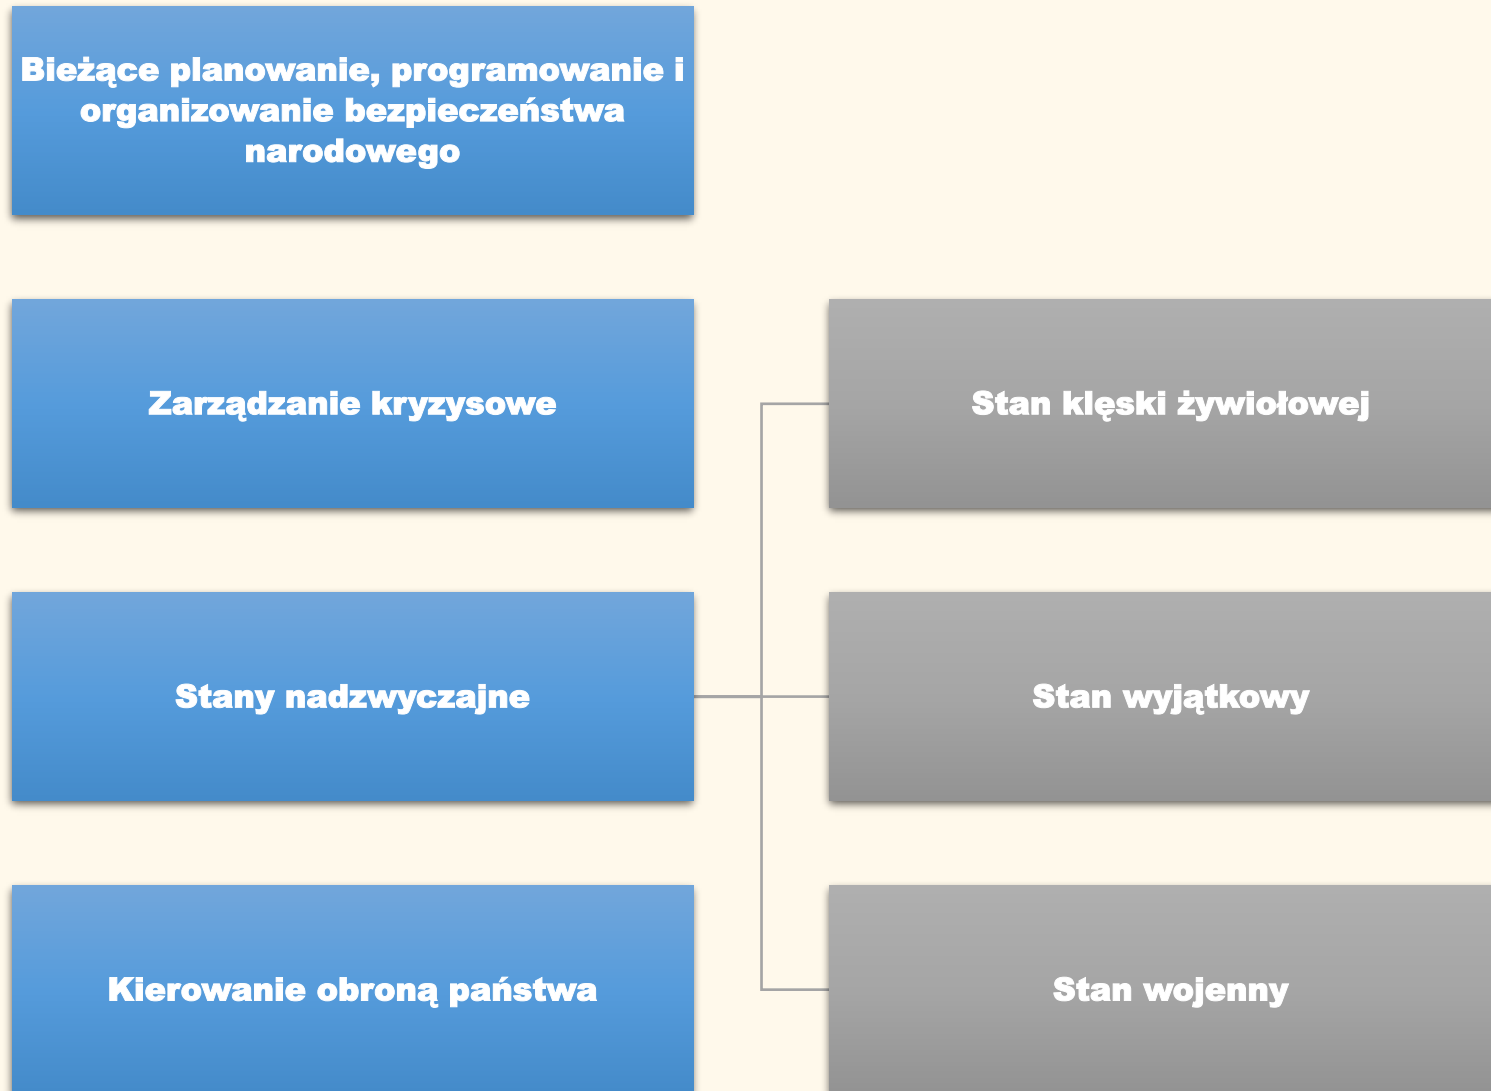 Bieżące planowanie, programowanie i
organizowanie bezpieczeństwa
narodowego
Zarządzanie kryzysowe
Stan klęski żywiołowej
Stany nadzwyczajne
Stan wyjątkowy
Kierowanie obroną państwa
Stan wojenny